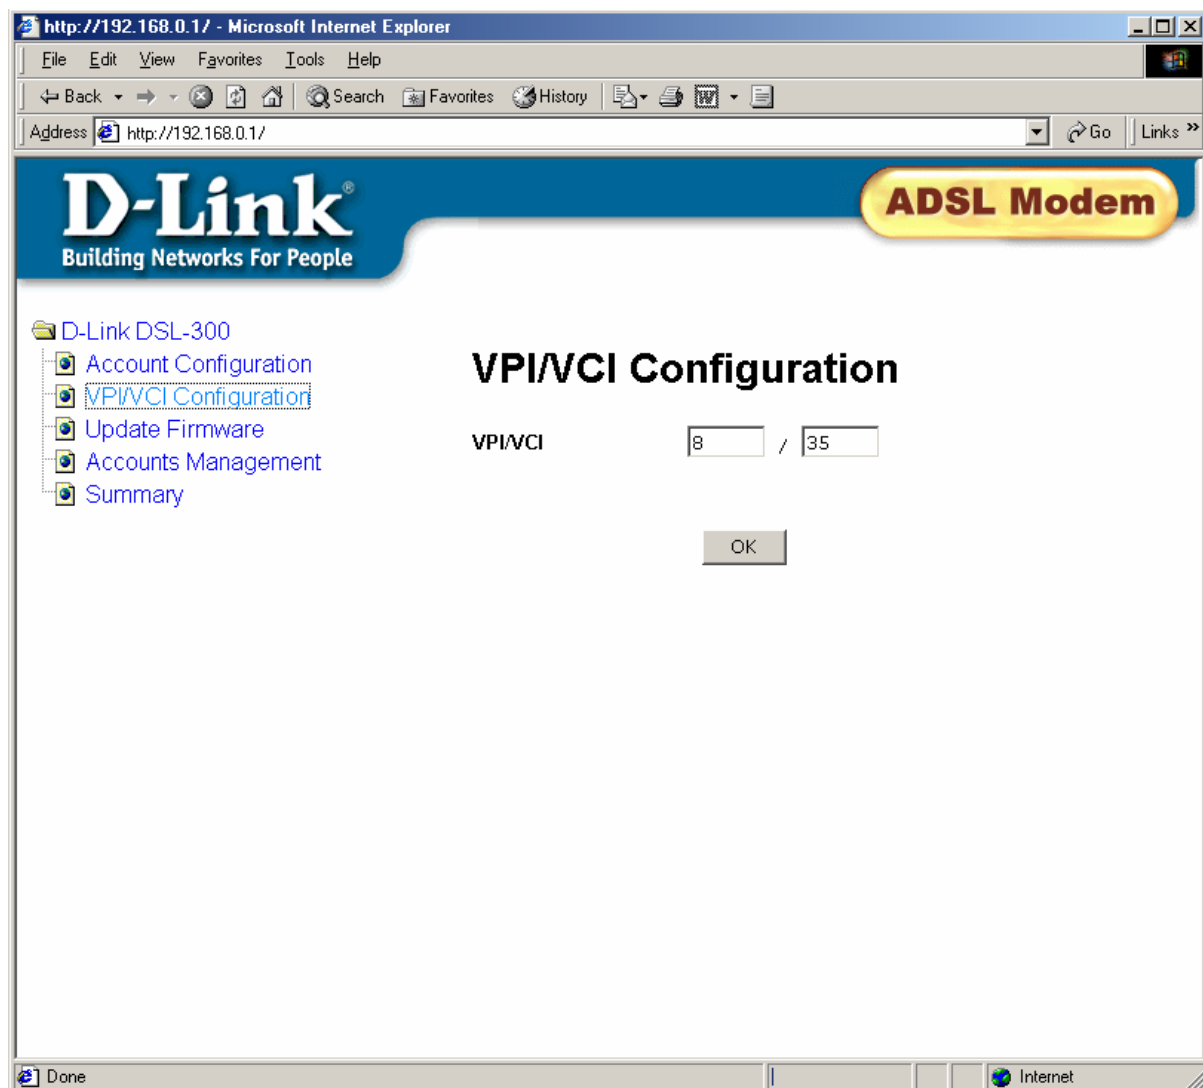 http://192.168.0.1/ - Microsoft Internet Explorer
File Edit View Favorites Tools Help
Back Search Favorites History
Address http://192.168.0.1/ Go Links »
D-Link®
Building Networks For People
ADSL Modem
D-Link DSL-300
Account Configuration
VPI/VCI Configuration
Update Firmware
Accounts Management
Summary
VPI/VCI Configuration
VPI/VCI 8 / 35
OK
Done Internet